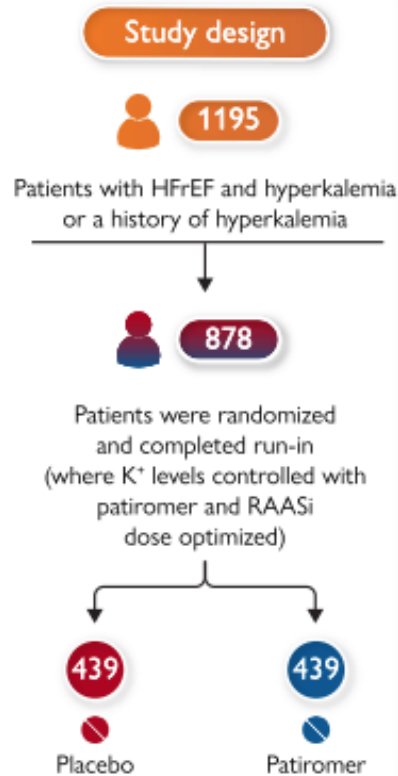 Study design
1195
Patients with HFrEF and hyperkalemia
or a history of hyperkalemia
878
Patients were randomized
and completed run-in
(where K⁺ levels controlled with
patiromer and RAASi
dose optimized)
439
439
Placebo
Patiromer